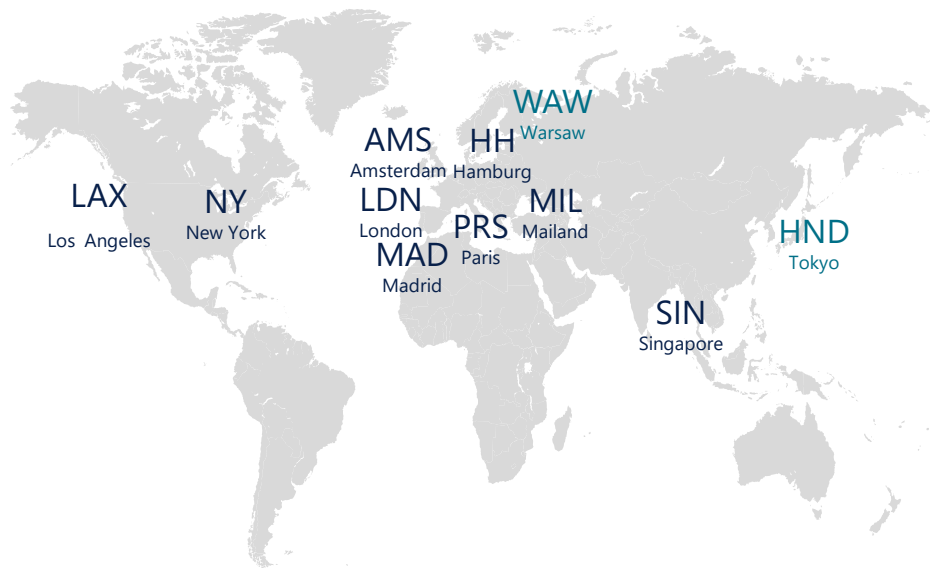 WAW
Warsaw
AMS
Amsterdam
HH
Hamburg
LAX
Los Angeles
NY
New York
LDN
London
PRS
Paris
MIL
Mailand
MAD
Madrid
HND
Tokyo
SIN
Singapore